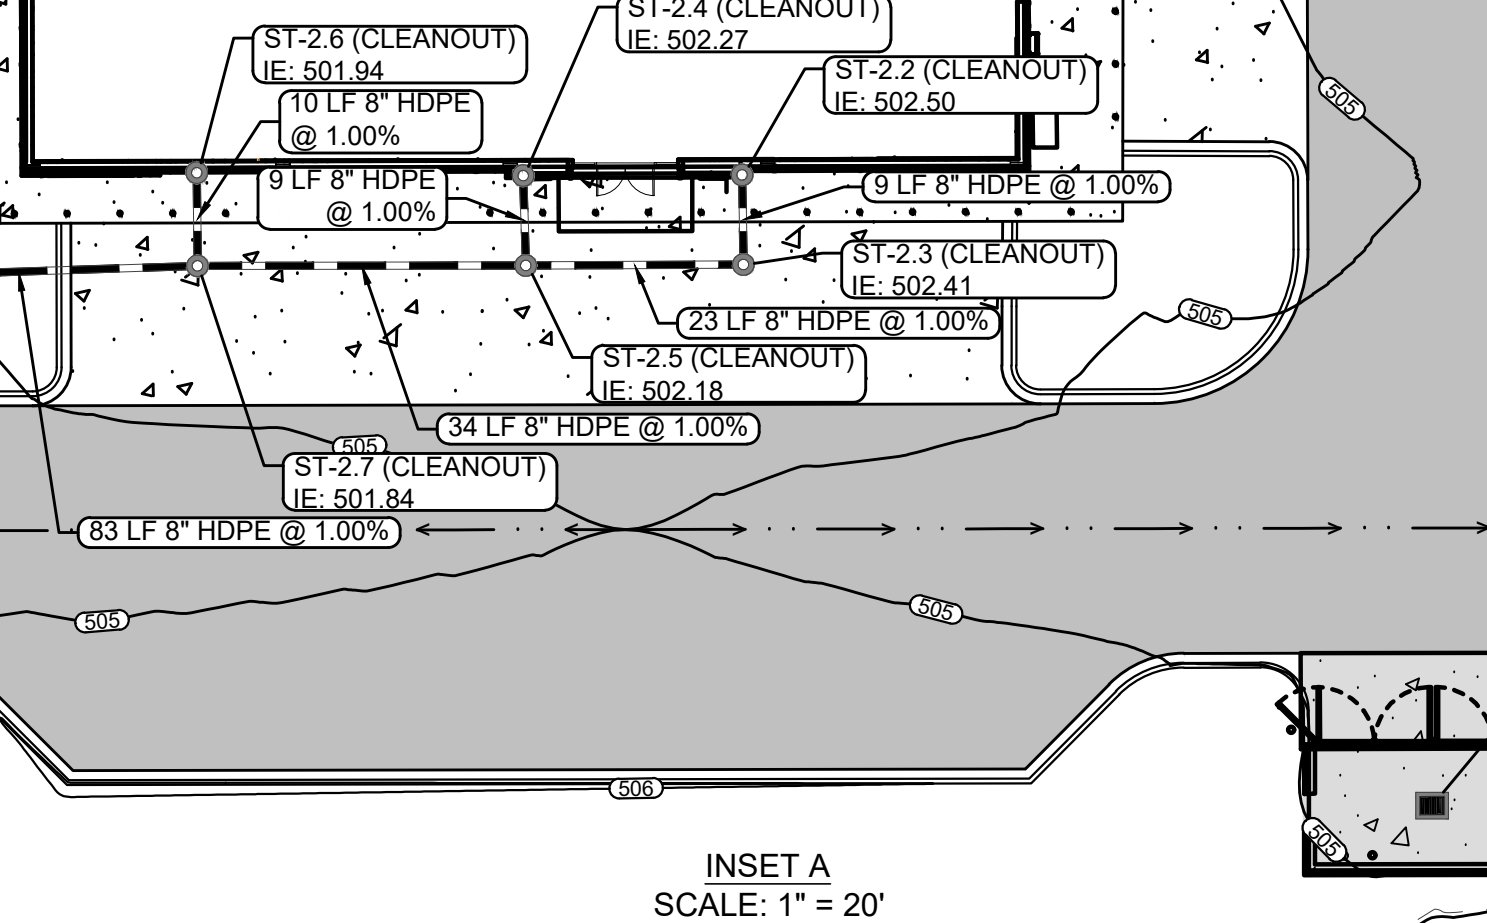 ST-2.4 (CLEANOUT)
IE: 502.27
ST-2.6 (CLEANOUT)
IE: 501.94
ST-2.2 (CLEANOUT)
IE: 502.50
10 LF 8" HDPE
@ 1.00%
505
9 LF 8" HDPE
@ 1.00%
9 LF 8" HDPE @ 1.00%
ST-2.3 (CLEANOUT)
IE: 502.41
505
23 LF 8" HDPE @ 1.00%
ST-2.5 (CLEANOUT)
IE: 502.18
34 LF 8" HDPE @ 1.00%
505
ST-2.7 (CLEANOUT)
IE: 501.84
83 LF 8" HDPE @ 1.00%
505
505
506
505
INSET A
SCALE: 1" = 20'